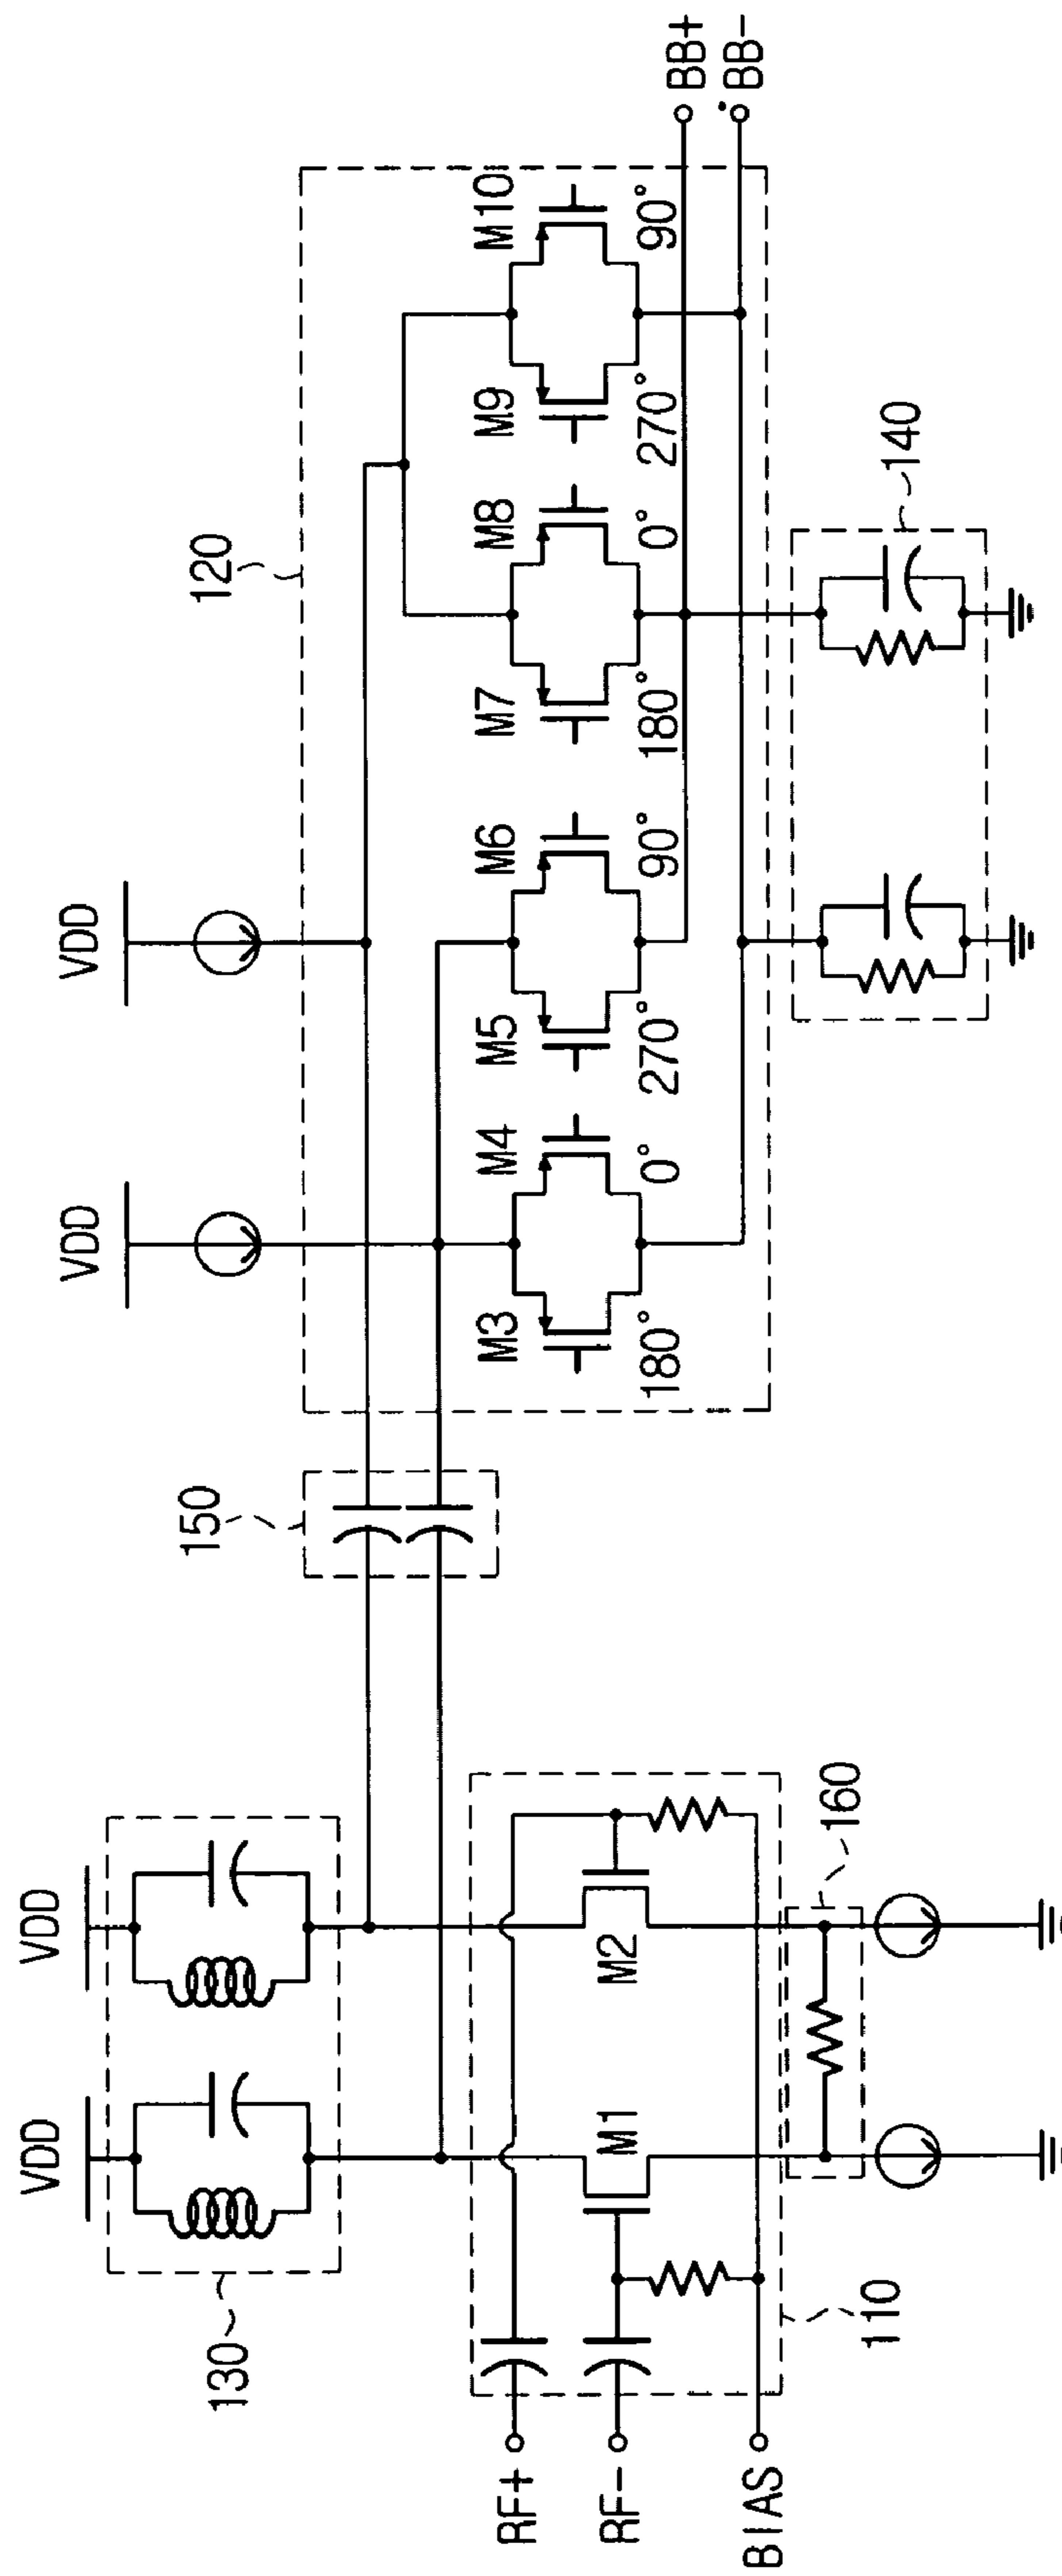 VDD
VDD
VDD
VDD
130
150
120
RF+
RF-
BIAS
M1
M2
110
160
M3
M4
M5
M6
M7
M8
M9
M10
180°
0°
270°
90°
180°
0°
270°
90°
BB+
BB-
140